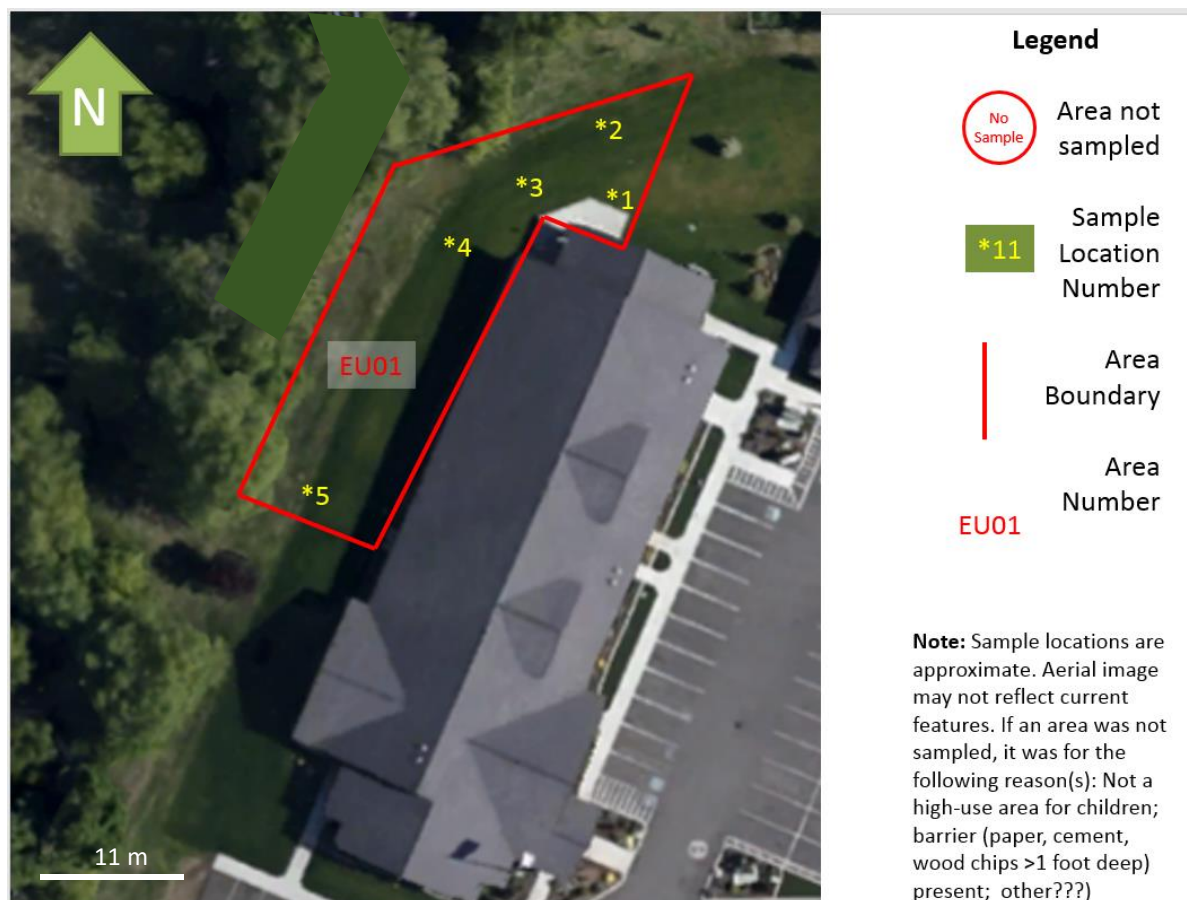 N
*2
*3
*1
*4
EU01
*5
11 m
Legend
No
Sample
Area not
sampled
*11
Sample
Location
Number
Area
Boundary
Area
Number
EU01
Note: Sample locations are
approximate. Aerial image
may not reflect current
features. If an area was not
sampled, it was for the
following reason(s): Not a
high-use area for children;
barrier (paper, cement,
wood chips >1 foot deep)
present;  other???)